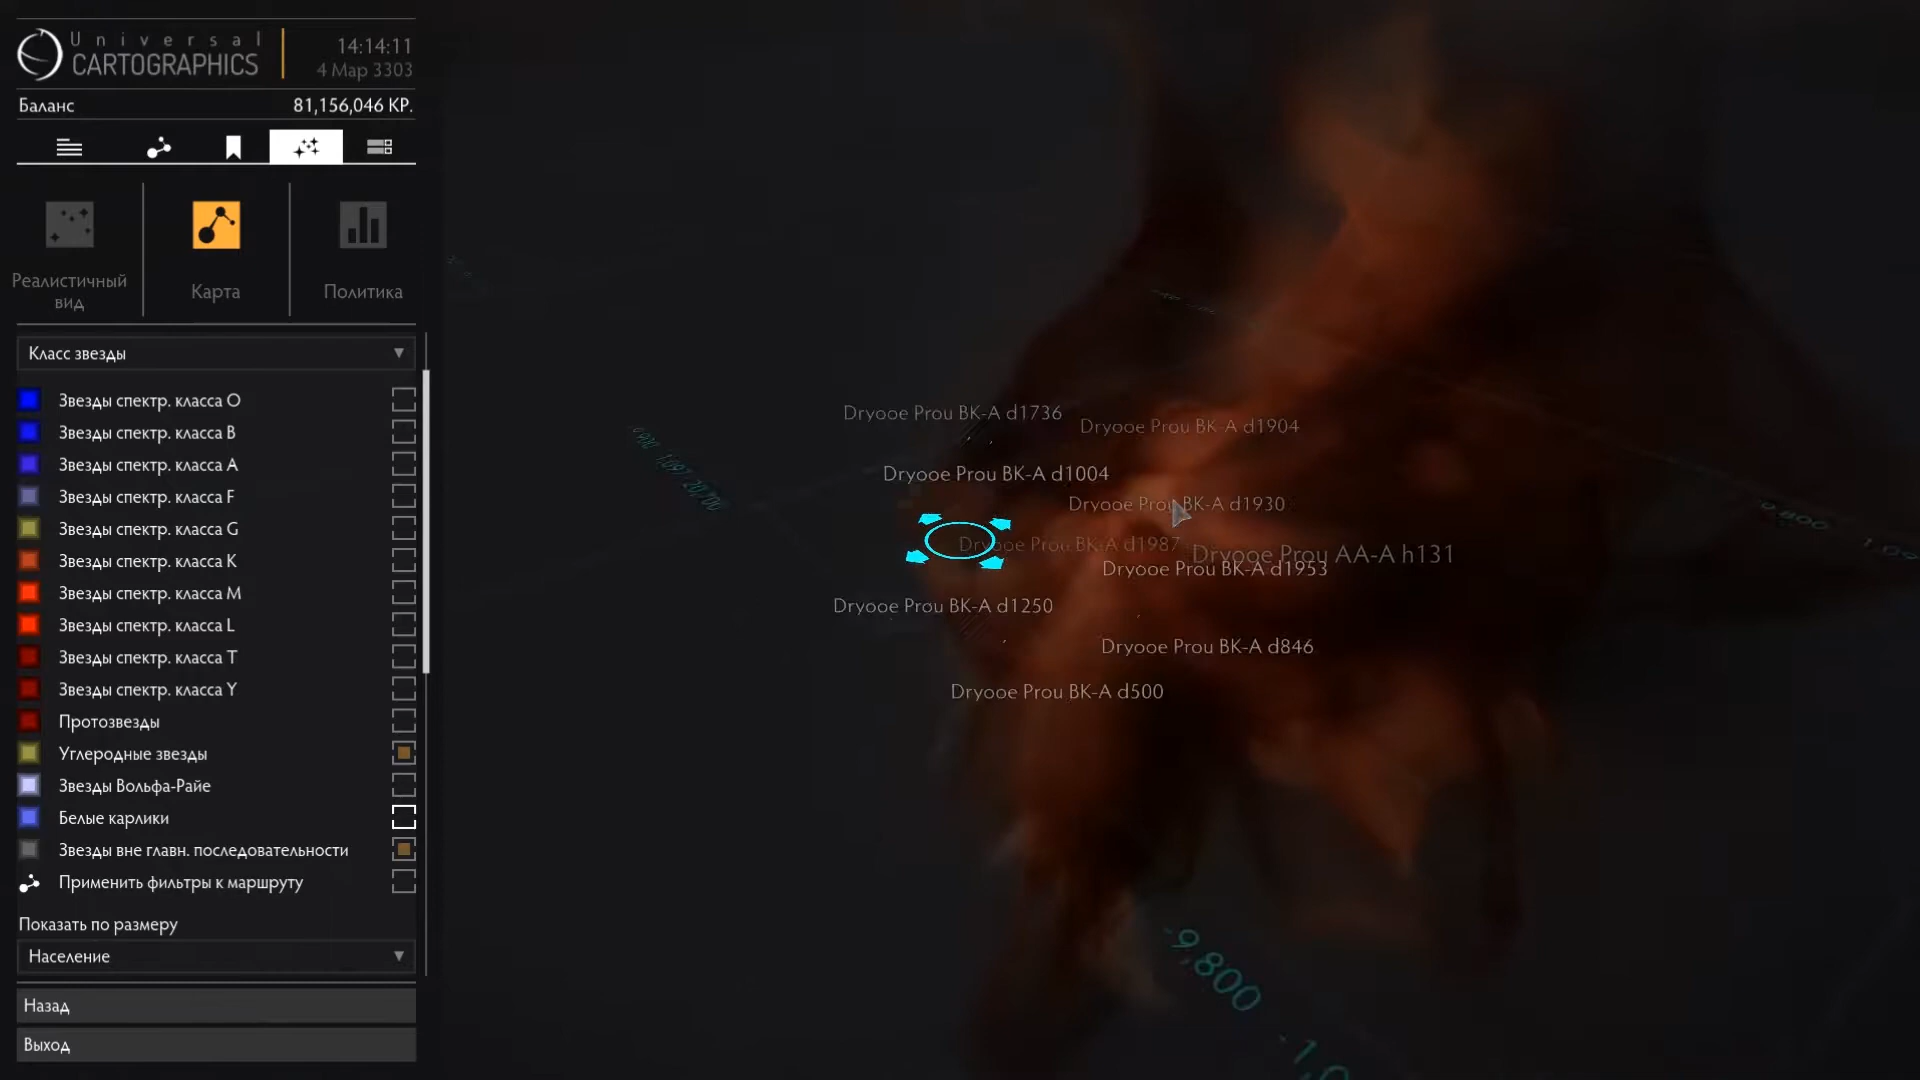 Universal
CARTOGRAPHICS
14:14:11
4 Мар 3303
Баланс
81,156,046 КР.
Реалистичный
вид
Карта
Политика
Класс звезды
Звезды спектр. класса O
Звезды спектр. класса B
Звезды спектр. класса A
Звезды спектр. класса F
Звезды спектр. класса G
Звезды спектр. класса K
Звезды спектр. класса M
Звезды спектр. класса L
Звезды спектр. класса T
Звезды спектр. класса Y
Протозвезды
Углеродные звезды
Звезды Вольфа-Райе
Белые карлики
Звезды вне главн. последовательности
Применить фильтры к маршруту
Показать по размеру
Население
Назад
Выход
Dryooe Prou BK-A d1736
Dryooe Prou BK-A d1904
Dryooe Prou BK-A d1004
Dryooe Prou BK-A d1930
Dryooe Prou BK-A d1987
Dryooe Prou AA-A h131
Dryooe Prou BK-A d1953
Dryooe Prou BK-A d1250
Dryooe Prou BK-A d846
Dryooe Prou BK-A d500
-9,800